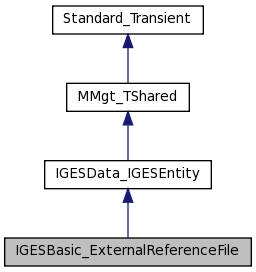 Standard_Transient
MMgt_TShared
IGESData_IGESEntity
IGESBasic_ExternalReferenceFile